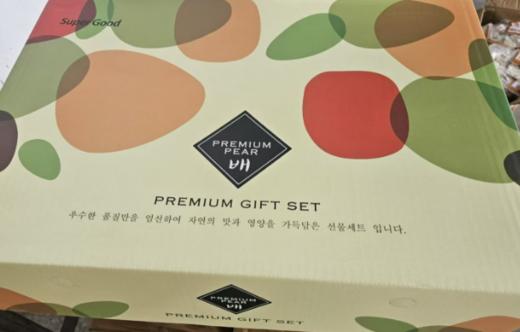 Super Good
PREMIUM
PEAR
배
PREMIUM GIFT SET
우수한 품질만을 엄선하여 자연의 맛과 영양을 가득담은 선물세트 입니다.
PREMIUM
PEAR
배
PREMIUM GIFT SET